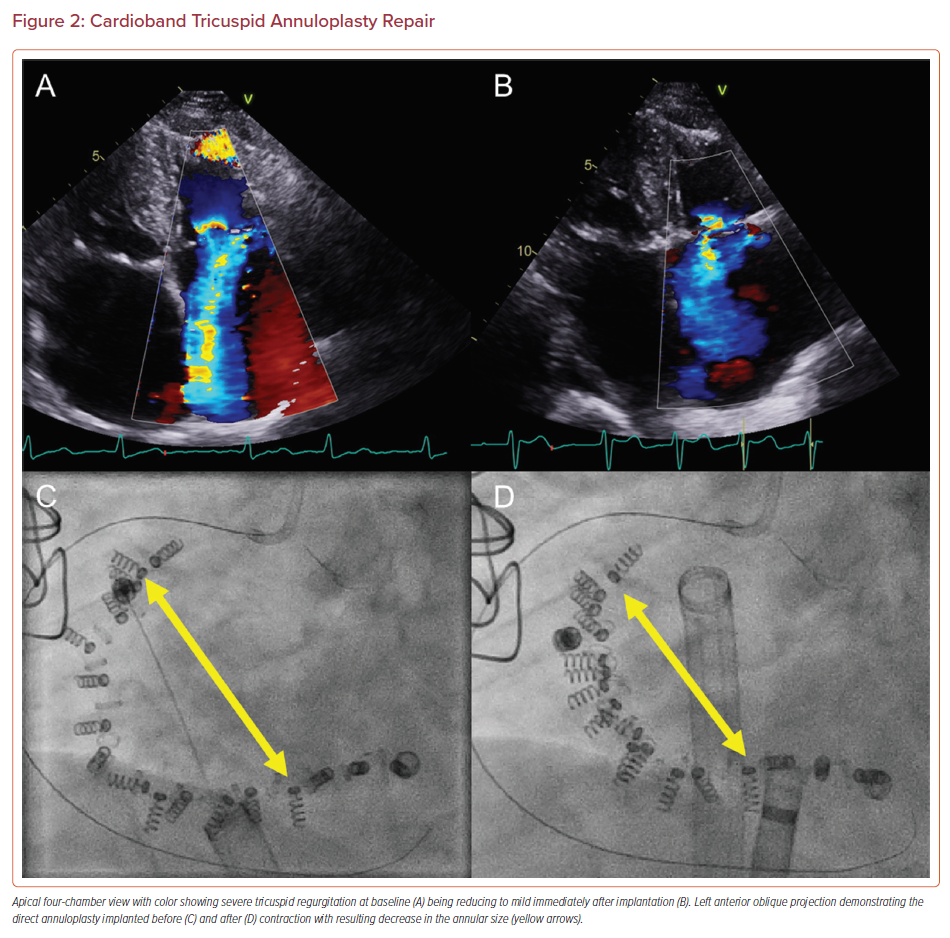 Figure 2: Cardioband Tricuspid Annuloplasty Repair
A
V
5
B
V
5
10
C
D
Apical four-chamber view with color showing severe tricuspid regurgitation at baseline (A) being reducing to mild immediately after implantation (B). Left anterior oblique projection demonstrating the
direct annuloplasty implanted before (C) and after (D) contraction with resulting decrease in the annular size (yellow arrows).